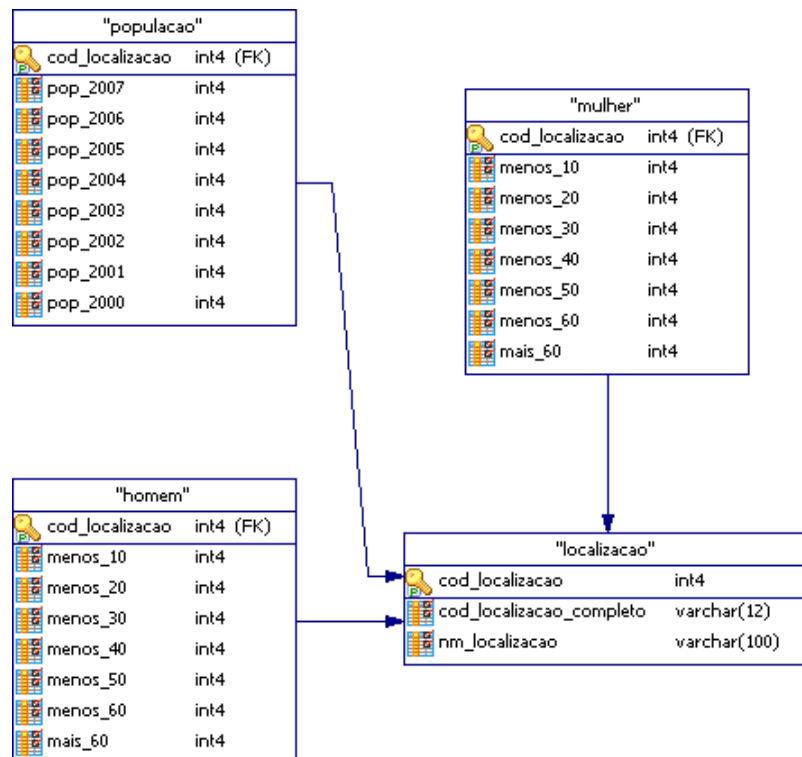 "populacao"
cod_localizacao int4 (FK)
pop_2007 int4
pop_2006 int4
pop_2005 int4
pop_2004 int4
pop_2003 int4
pop_2002 int4
pop_2001 int4
pop_2000 int4
"mulher"
cod_localizacao int4 (FK)
menos_10 int4
menos_20 int4
menos_30 int4
menos_40 int4
menos_50 int4
menos_60 int4
mais_60 int4
"homem"
cod_localizacao int4 (FK)
menos_10 int4
menos_20 int4
menos_30 int4
menos_40 int4
menos_50 int4
menos_60 int4
mais_60 int4
"localizacao"
cod_localizacao int4
cod_localizacao_completo varchar(12)
nm_localizacao varchar(100)